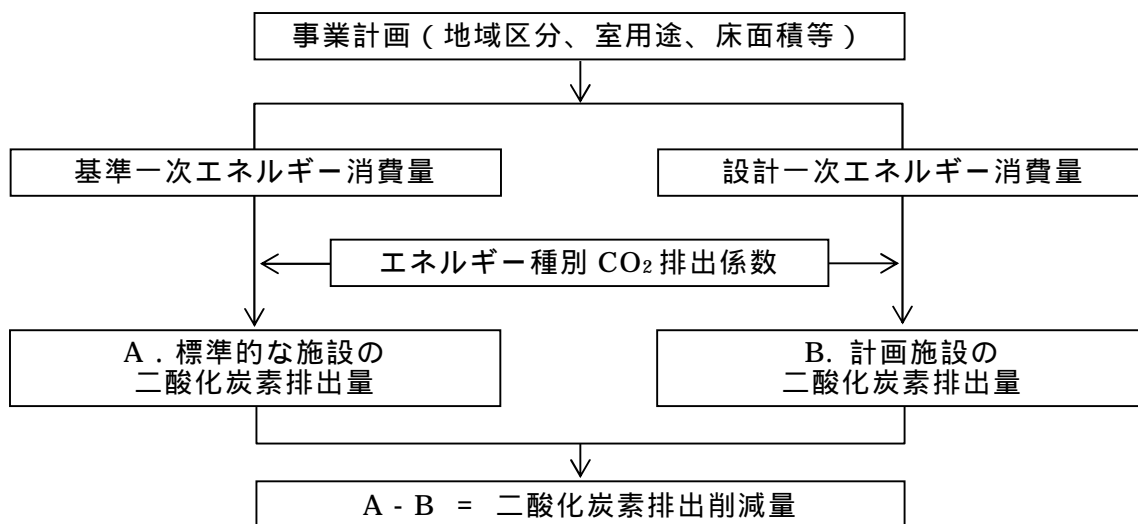 事業計画（地域区分、室用途、床面積等）
基準一次エネルギー消費量
設計一次エネルギー消費量
エネルギー種別 CO₂ 排出係数
A．標準的な施設の
二酸化炭素排出量
B. 計画施設の
二酸化炭素排出量
A - B = 二酸化炭素排出削減量